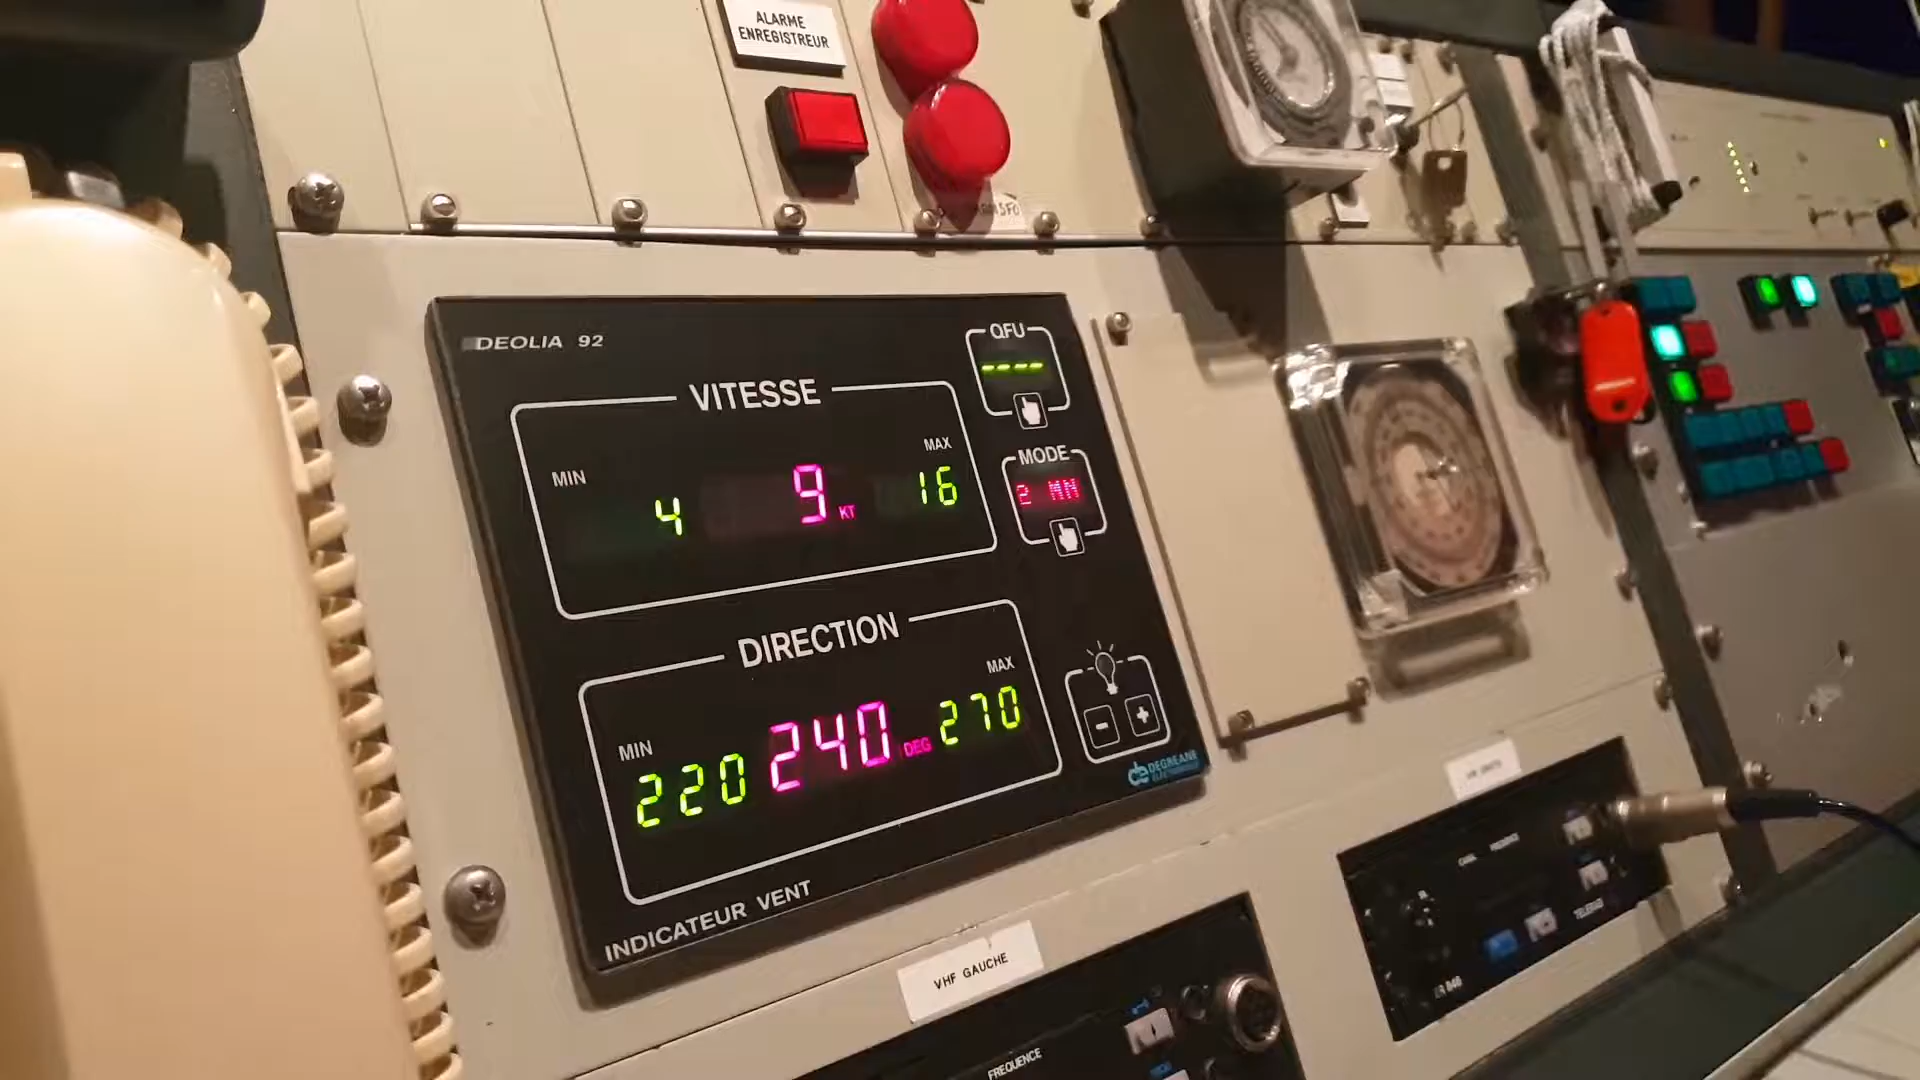 ALARME
ENREGISTREUR
DEOLIA 92
QFU
----
VITESSE
MIN
MAX
4
9 KT
16
MODE
2 MN
DIRECTION
MIN
MAX
220
240 DEG
270
- +
DEGREANE
INDICATEUR VENT
VHF GAUCHE
FREQUENCE